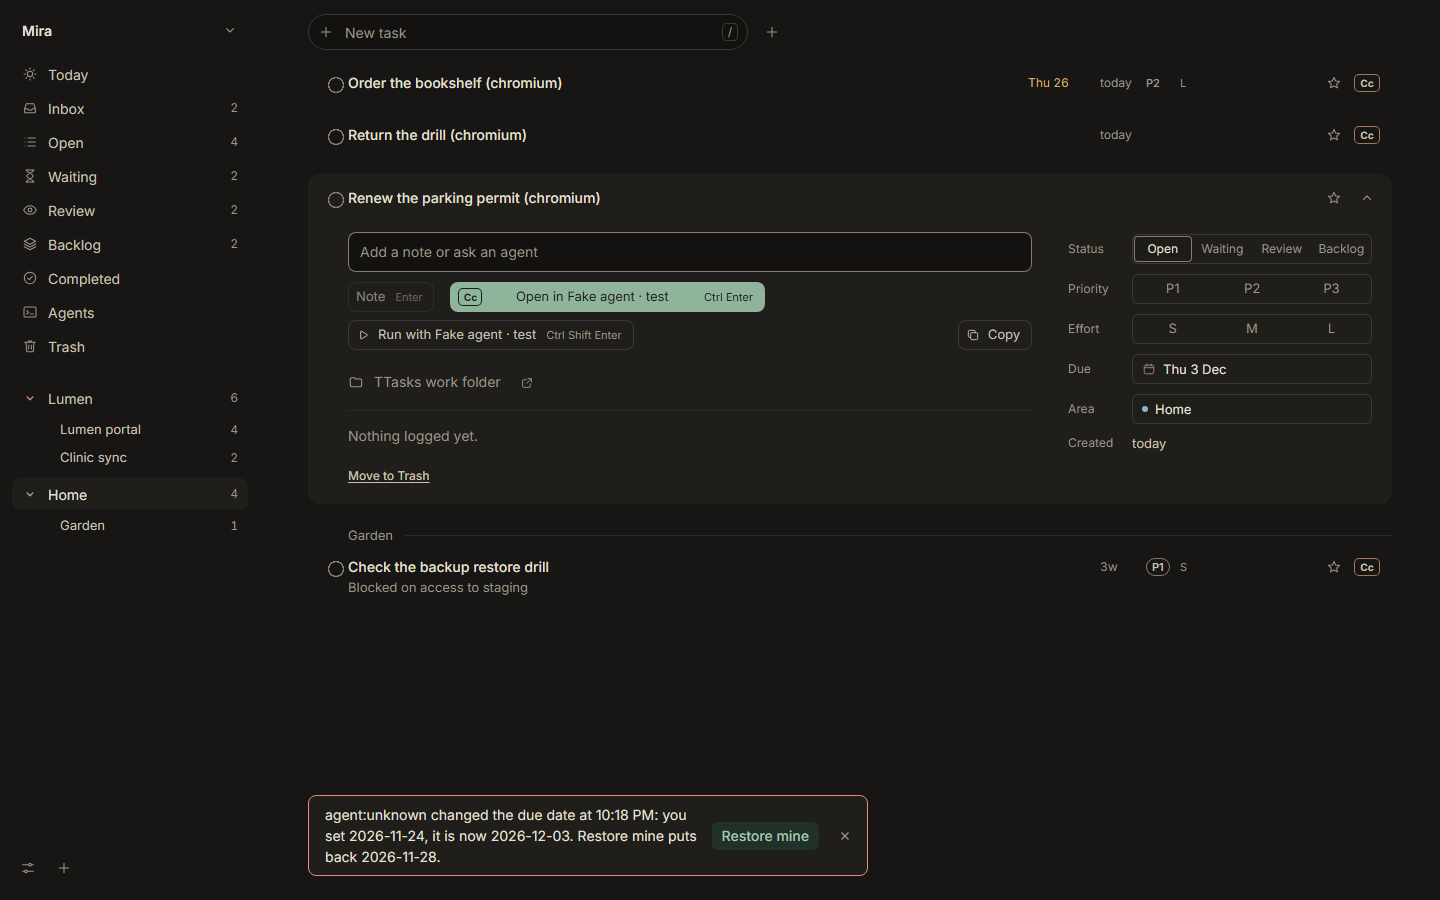 Mira
New task /
Today
Inbox 2
Open 4
Waiting 2
Review 2
Backlog 2
Completed
Agents
Trash
Lumen 6
Lumen portal 4
Clinic sync 2
Home 4
Garden 1
Order the bookshelf (chromium) Thu 26 today P2 L Cc
Return the drill (chromium) today Cc
Renew the parking permit (chromium)
Add a note or ask an agent
Note Enter Cc Open in Fake agent · test Ctrl Enter
Run with Fake agent · test Ctrl Shift Enter Copy
TTasks work folder
Nothing logged yet.
Move to Trash
Status Open Waiting Review Backlog
Priority P1 P2 P3
Effort S M L
Due Thu 3 Dec
Area Home
Created today
Garden
Check the backup restore drill 3w P1 S Cc
Blocked on access to staging
agent:unknown changed the due date at 10:18 PM: you
set 2026-11-24, it is now 2026-12-03. Restore mine puts
back 2026-11-28.
Restore mine